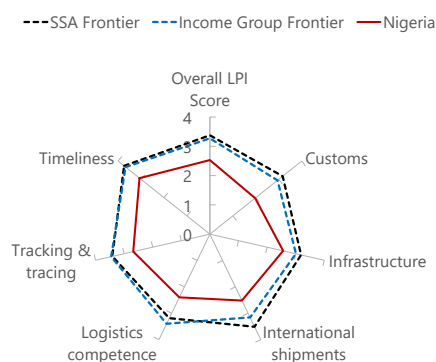 SSA Frontier Income Group Frontier Nigeria
Overall LPI
Score
4
3
2
1
0
Customs
Infrastructure
International
shipments
Logistics
competence
Tracking &
tracing
Timeliness